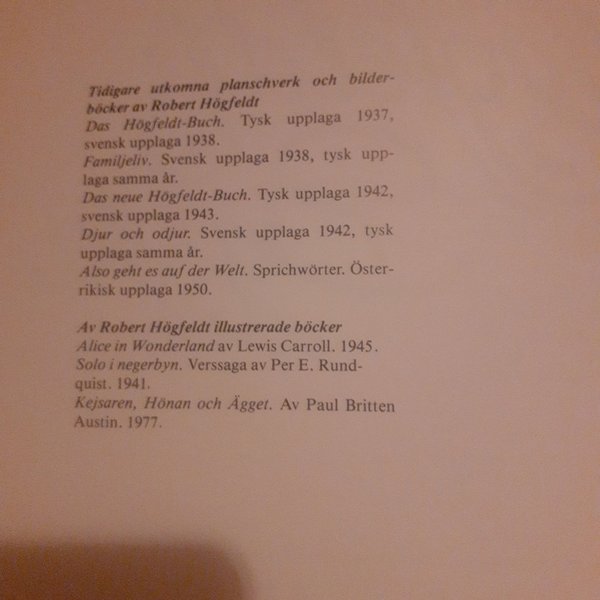 Tidigare utkomna planschverk och bilder-
böcker av Robert Högfeldt
Das Högfeldt-Buch. Tysk upplaga 1937,
svensk upplaga 1938.
Familjeliv. Svensk upplaga 1938, tysk upp-
laga samma år.
Das neue Högfeldt-Buch. Tysk upplaga 1942,
svensk upplaga 1943.
Djur och odjur. Svensk upplaga 1942, tysk
upplaga samma år.
Also geht es auf der Welt. Sprichwörter. Öster-
rikisk upplaga 1950.
Av Robert Högfeldt illustrerade böcker
Alice in Wonderland av Lewis Carroll. 1945.
Solo i negerbyn. Verssaga av Per E. Rund-
quist. 1941.
Kejsaren, Hönan och Ägget. Av Paul Britten
Austin. 1977.